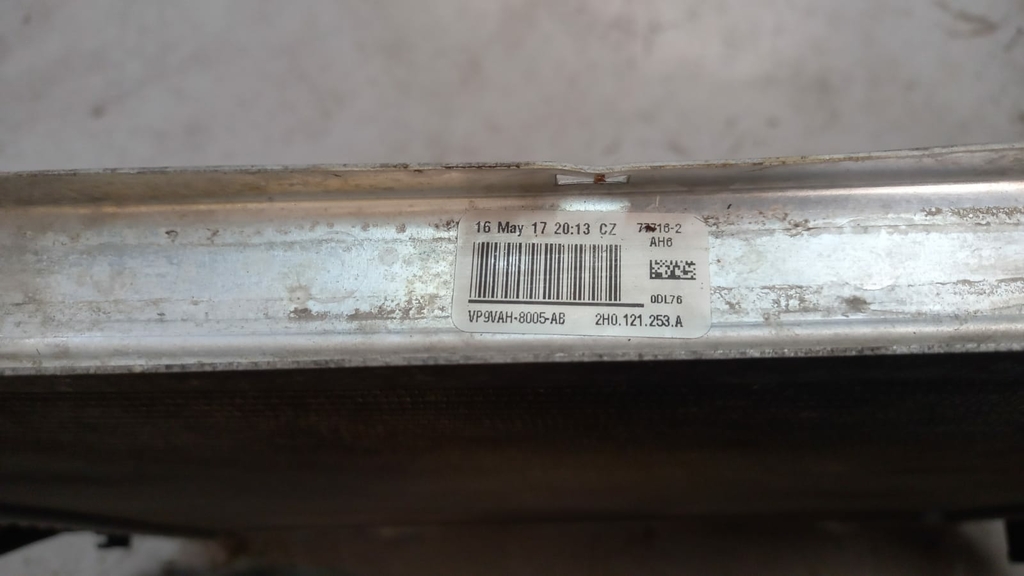 16 May 17 20:13 CZ
AH6
0DL76
VP9VAH-8005-AB 2H0.121.253.A